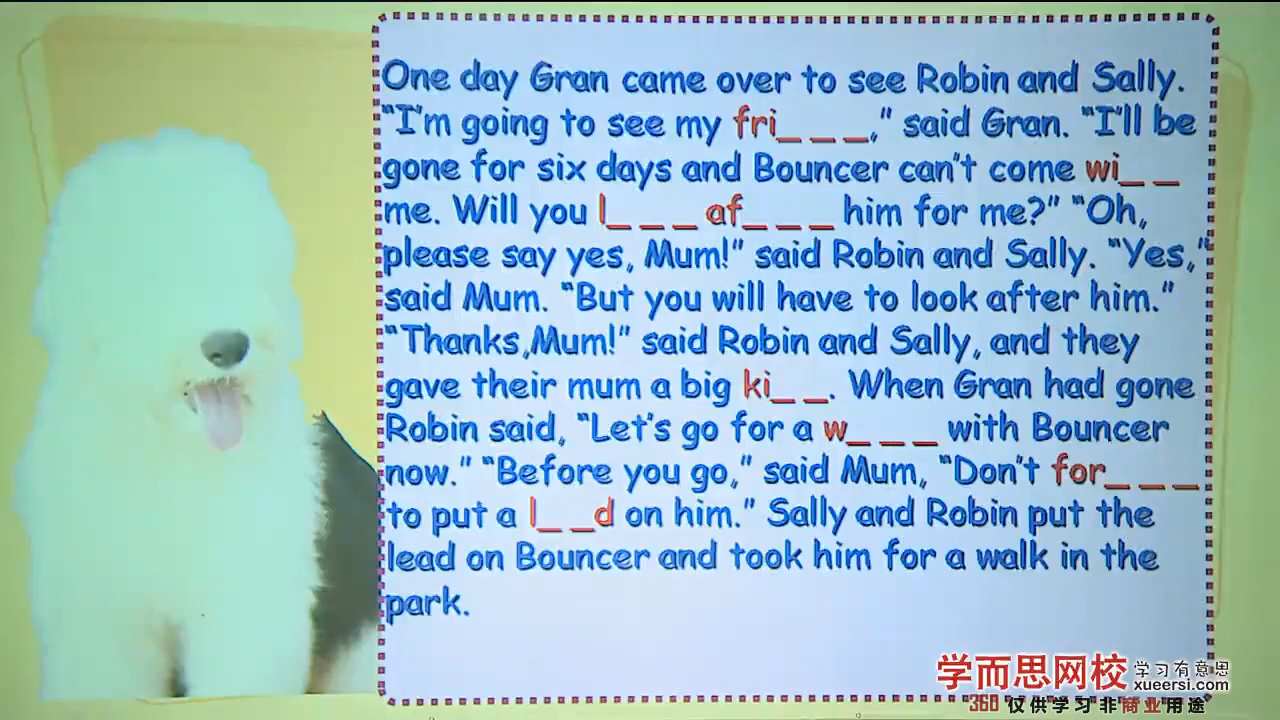 One day Gran came over to see Robin and Sally.
“I’m going to see my fri_ _ _,” said Gran. “I’ll be
gone for six days and Bouncer can’t come wi_ _
me. Will you l_ _ _ af_ _ _ him for me?” “Oh,
please say yes, Mum!” said Robin and Sally. “Yes,”
said Mum. “But you will have to look after him.”
“Thanks,Mum!” said Robin and Sally, and they
gave their mum a big ki_ _. When Gran had gone
Robin said, “Let’s go for a w_ _ _ with Bouncer
now.” “Before you go,” said Mum, “Don’t for_ _ _
to put a l_ _d on him.” Sally and Robin put the
lead on Bouncer and took him for a walk in the
park.
学而思网校 学习有意思
xueersi.com
360 仅供学习非商业用途